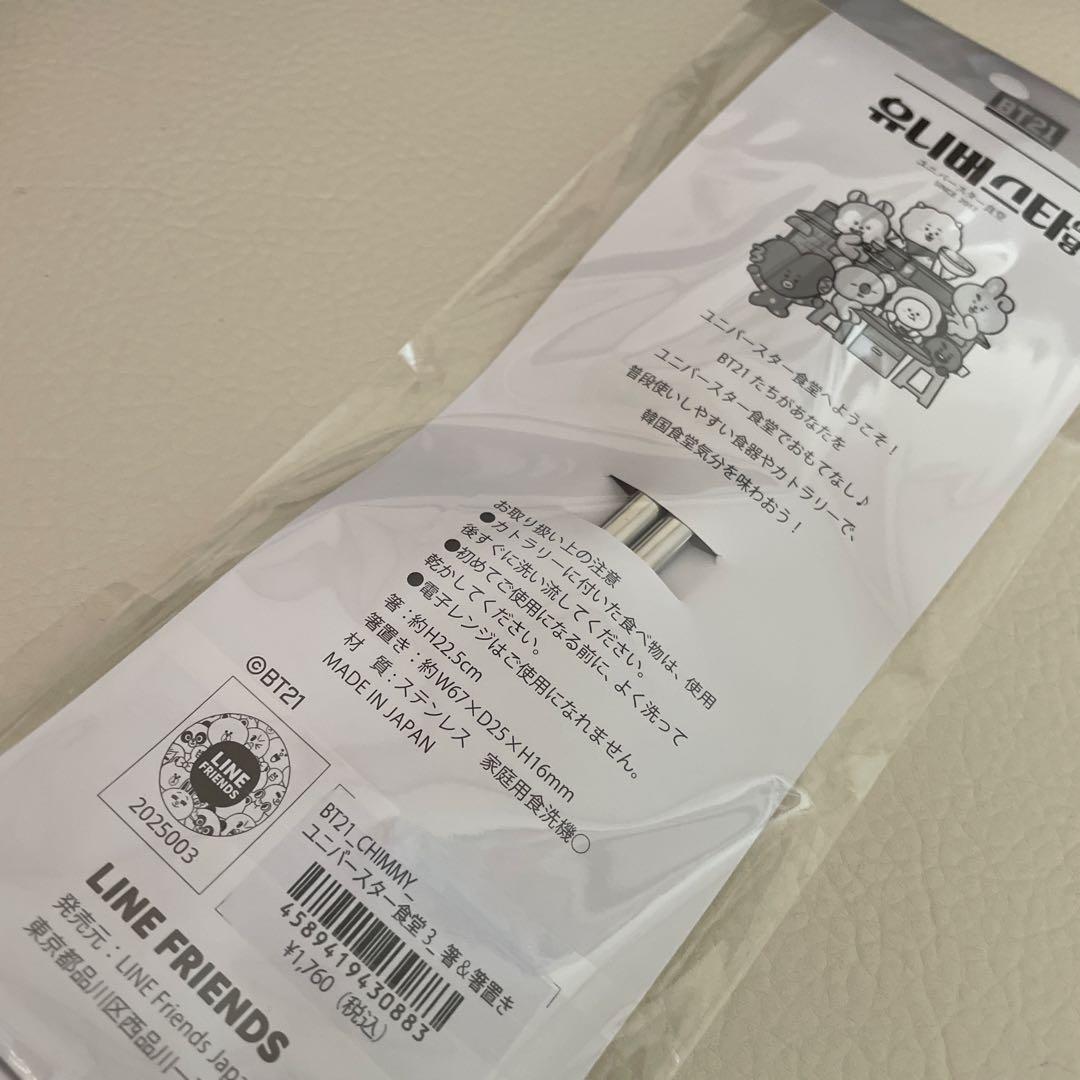 BT21
유니버스타
ユニバースター食堂
SINCE 2017
ユニバースター食堂へようこそ！
BT21 たちがあなたを
ユニバースター食堂でおもてなし♪
普段使いしやすい食器やカトラリーで、
韓国食堂気分を味わおう！
お取り扱い上の注意
●カトラリーに付いた食べ物は、使用
後すぐに洗い流してください。
●初めてご使用になる前に、よく洗って
乾かしてください。
●電子レンジはご使用になれません。
箸：約H22.5cm
箸置き：約W67×D25×H16mm
材 質：ステンレス 家庭用食洗機○
MADE IN JAPAN
©BT21
LINE
FRIENDS
2025003
BT21_CHIMMY_
ユニバースター食堂 3_ 箸＆箸置き
4589419430883
¥1,760（税込）
LINE FRIENDS
発売元：LINE Friends Japa
東京都品川区西品川一